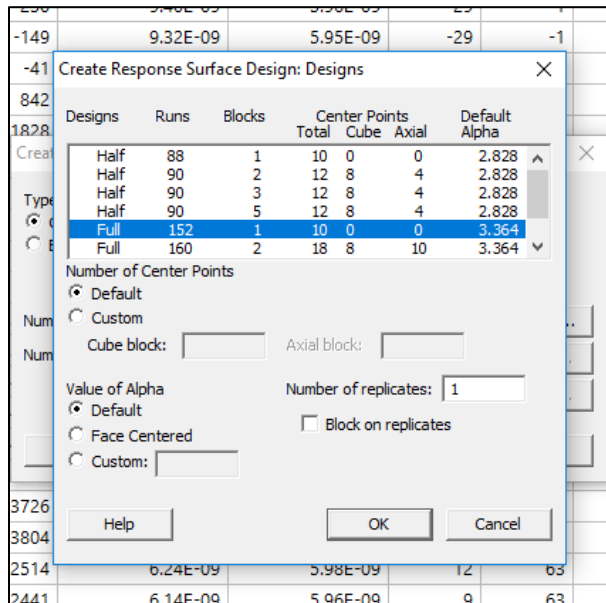 -149 9.32E-09 5.95E-09 -29 -1
-41
842
1828
Create Response Surface Design: Designs
Designs Runs Blocks Center Points Default
Total Cube Axial Alpha
Half 88 1 10 0 0 2.828
Half 90 2 12 8 4 2.828
Half 90 3 12 8 4 2.828
Half 90 5 12 8 4 2.828
Full 152 1 10 0 0 3.364
Full 160 2 18 8 10 3.364
Number of Center Points
Default
Custom
Cube block: Axial block:
Value of Alpha Number of replicates: 1
Default
Block on replicates
Face Centered
Custom:
Help OK Cancel
Creat
Type
Num
Num
3726
3804
2514 6.24E-09 5.98E-09 12 63
2441 6.14E-09 5.96E-09 9 63